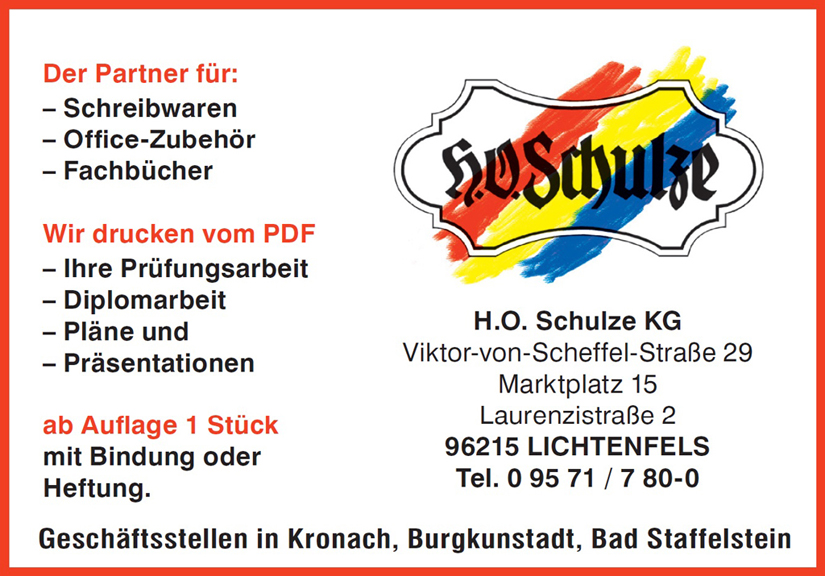 Der Partner für:
– Schreibwaren
– Office-Zubehör
– Fachbücher
Wir drucken vom PDF
– Ihre Prüfungsarbeit
– Diplomarbeit
– Pläne und
– Präsentationen
ab Auflage 1 Stück
mit Bindung oder
Heftung.
H.O.Schulze
H.O. Schulze KG
Viktor-von-Scheffel-Straße 29
Marktplatz 15
Laurenzistraße 2
96215 LICHTENFELS
Tel. 0 95 71 / 7 80-0
Geschäftsstellen in Kronach, Burgkunstadt, Bad Staffelstein